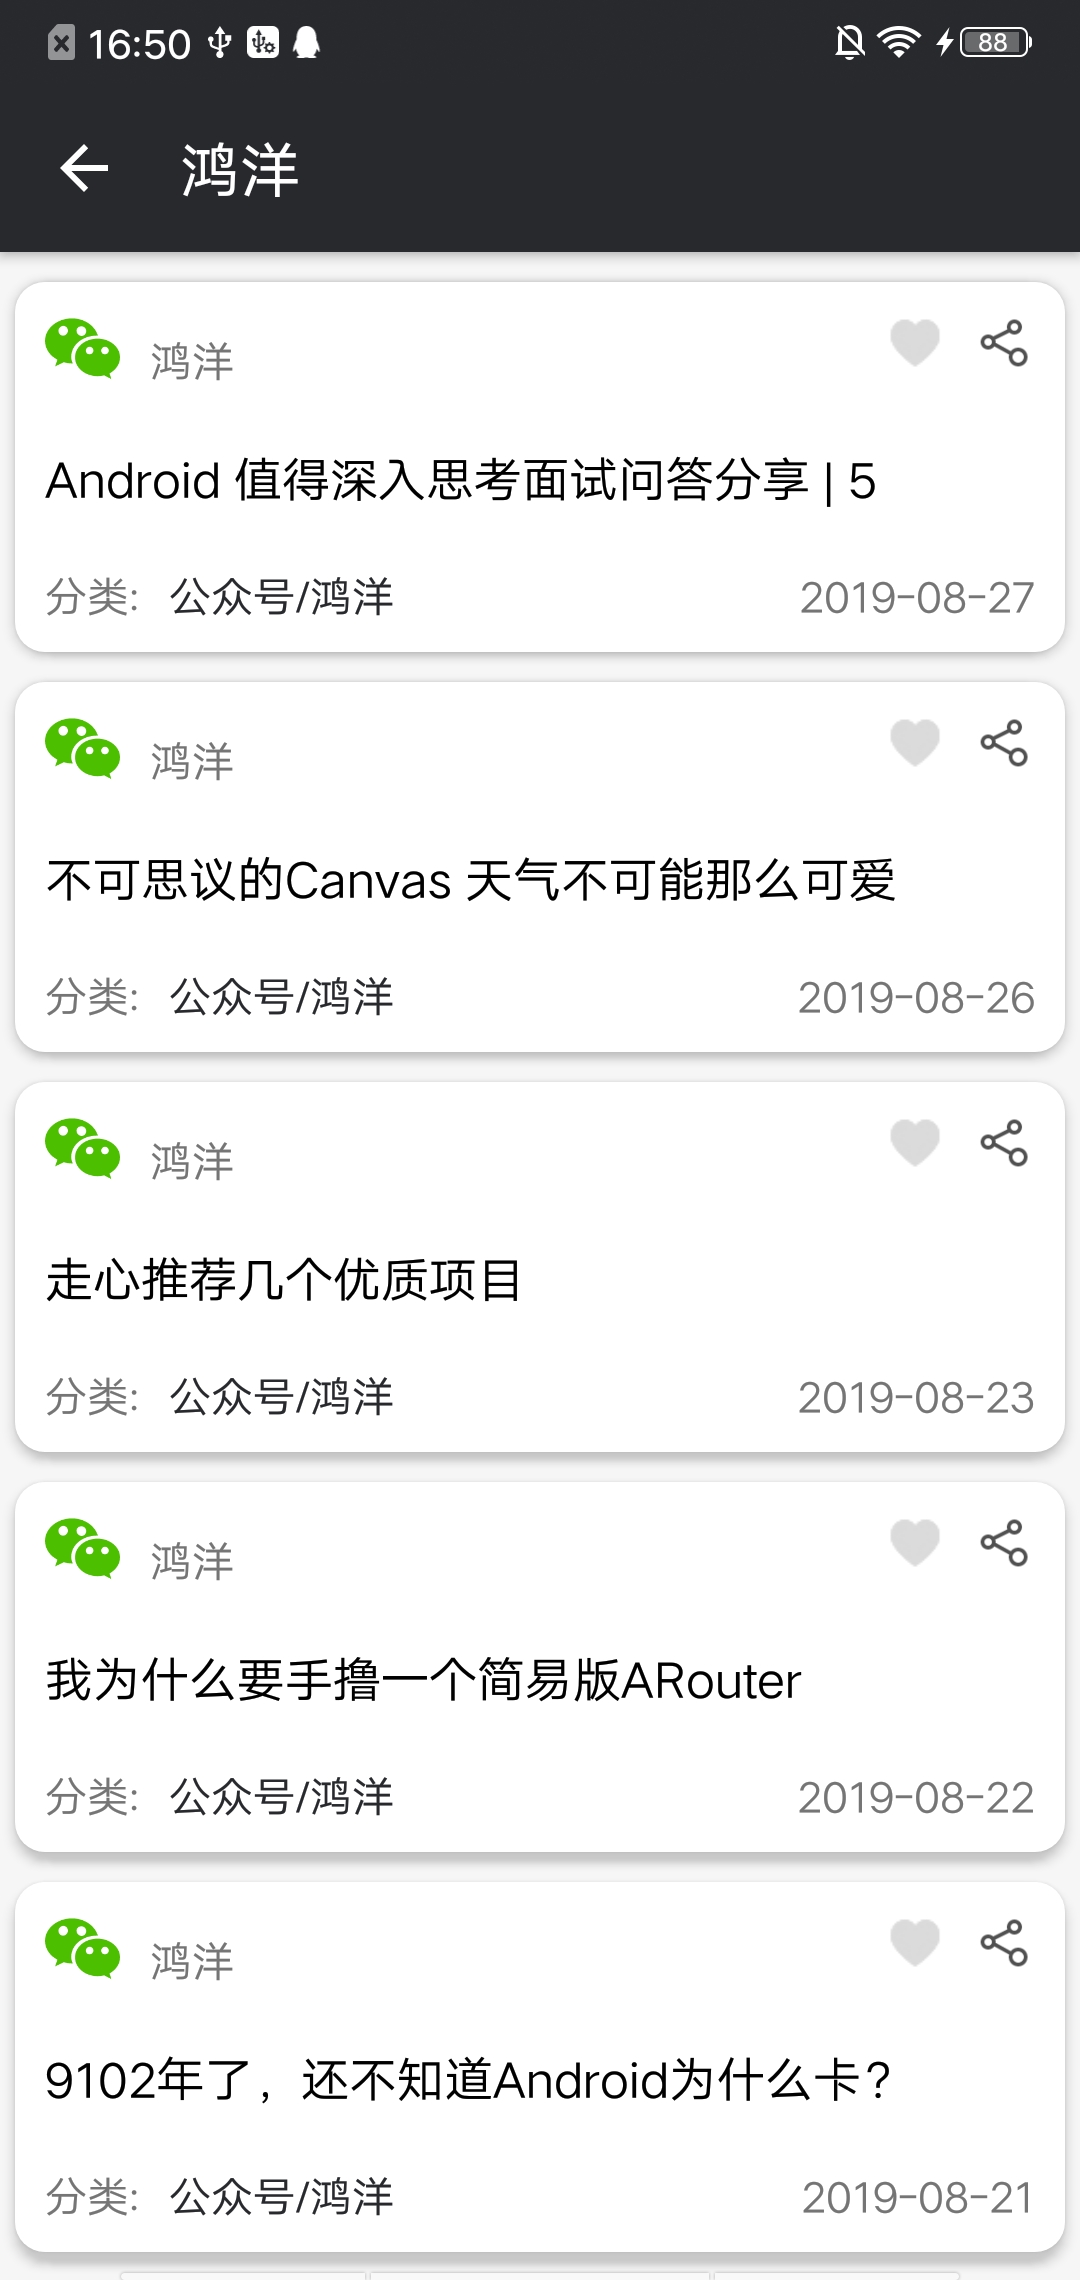 16:50
88
鸿洋
鸿洋
Android 值得深入思考面试问答分享 | 5
分类: 公众号/鸿洋 2019-08-27
鸿洋
不可思议的Canvas 天气不可能那么可爱
分类: 公众号/鸿洋 2019-08-26
鸿洋
走心推荐几个优质项目
分类: 公众号/鸿洋 2019-08-23
鸿洋
我为什么要手撸一个简易版ARouter
分类: 公众号/鸿洋 2019-08-22
鸿洋
9102年了，还不知道Android为什么卡？
分类: 公众号/鸿洋 2019-08-21